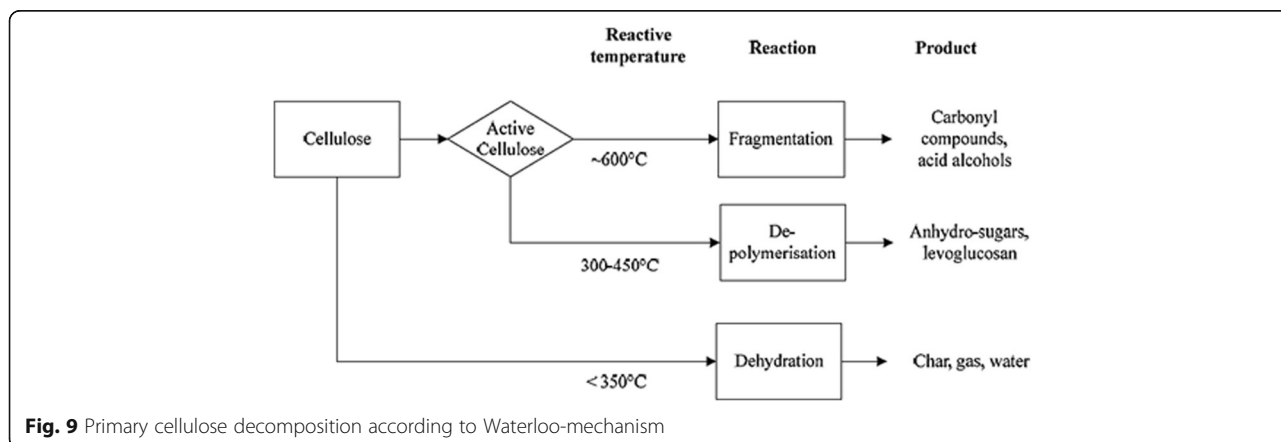 Reactive
temperature
Reaction
Product
Cellulose
Active
Cellulose
~600°C
Fragmentation
Carbonyl
compounds,
acid alcohols
300-450°C
De-
polymerisation
Anhydro-sugars,
levoglucosan
<350°C
Dehydration
Char, gas, water
Fig. 9 Primary cellulose decomposition according to Waterloo-mechanism